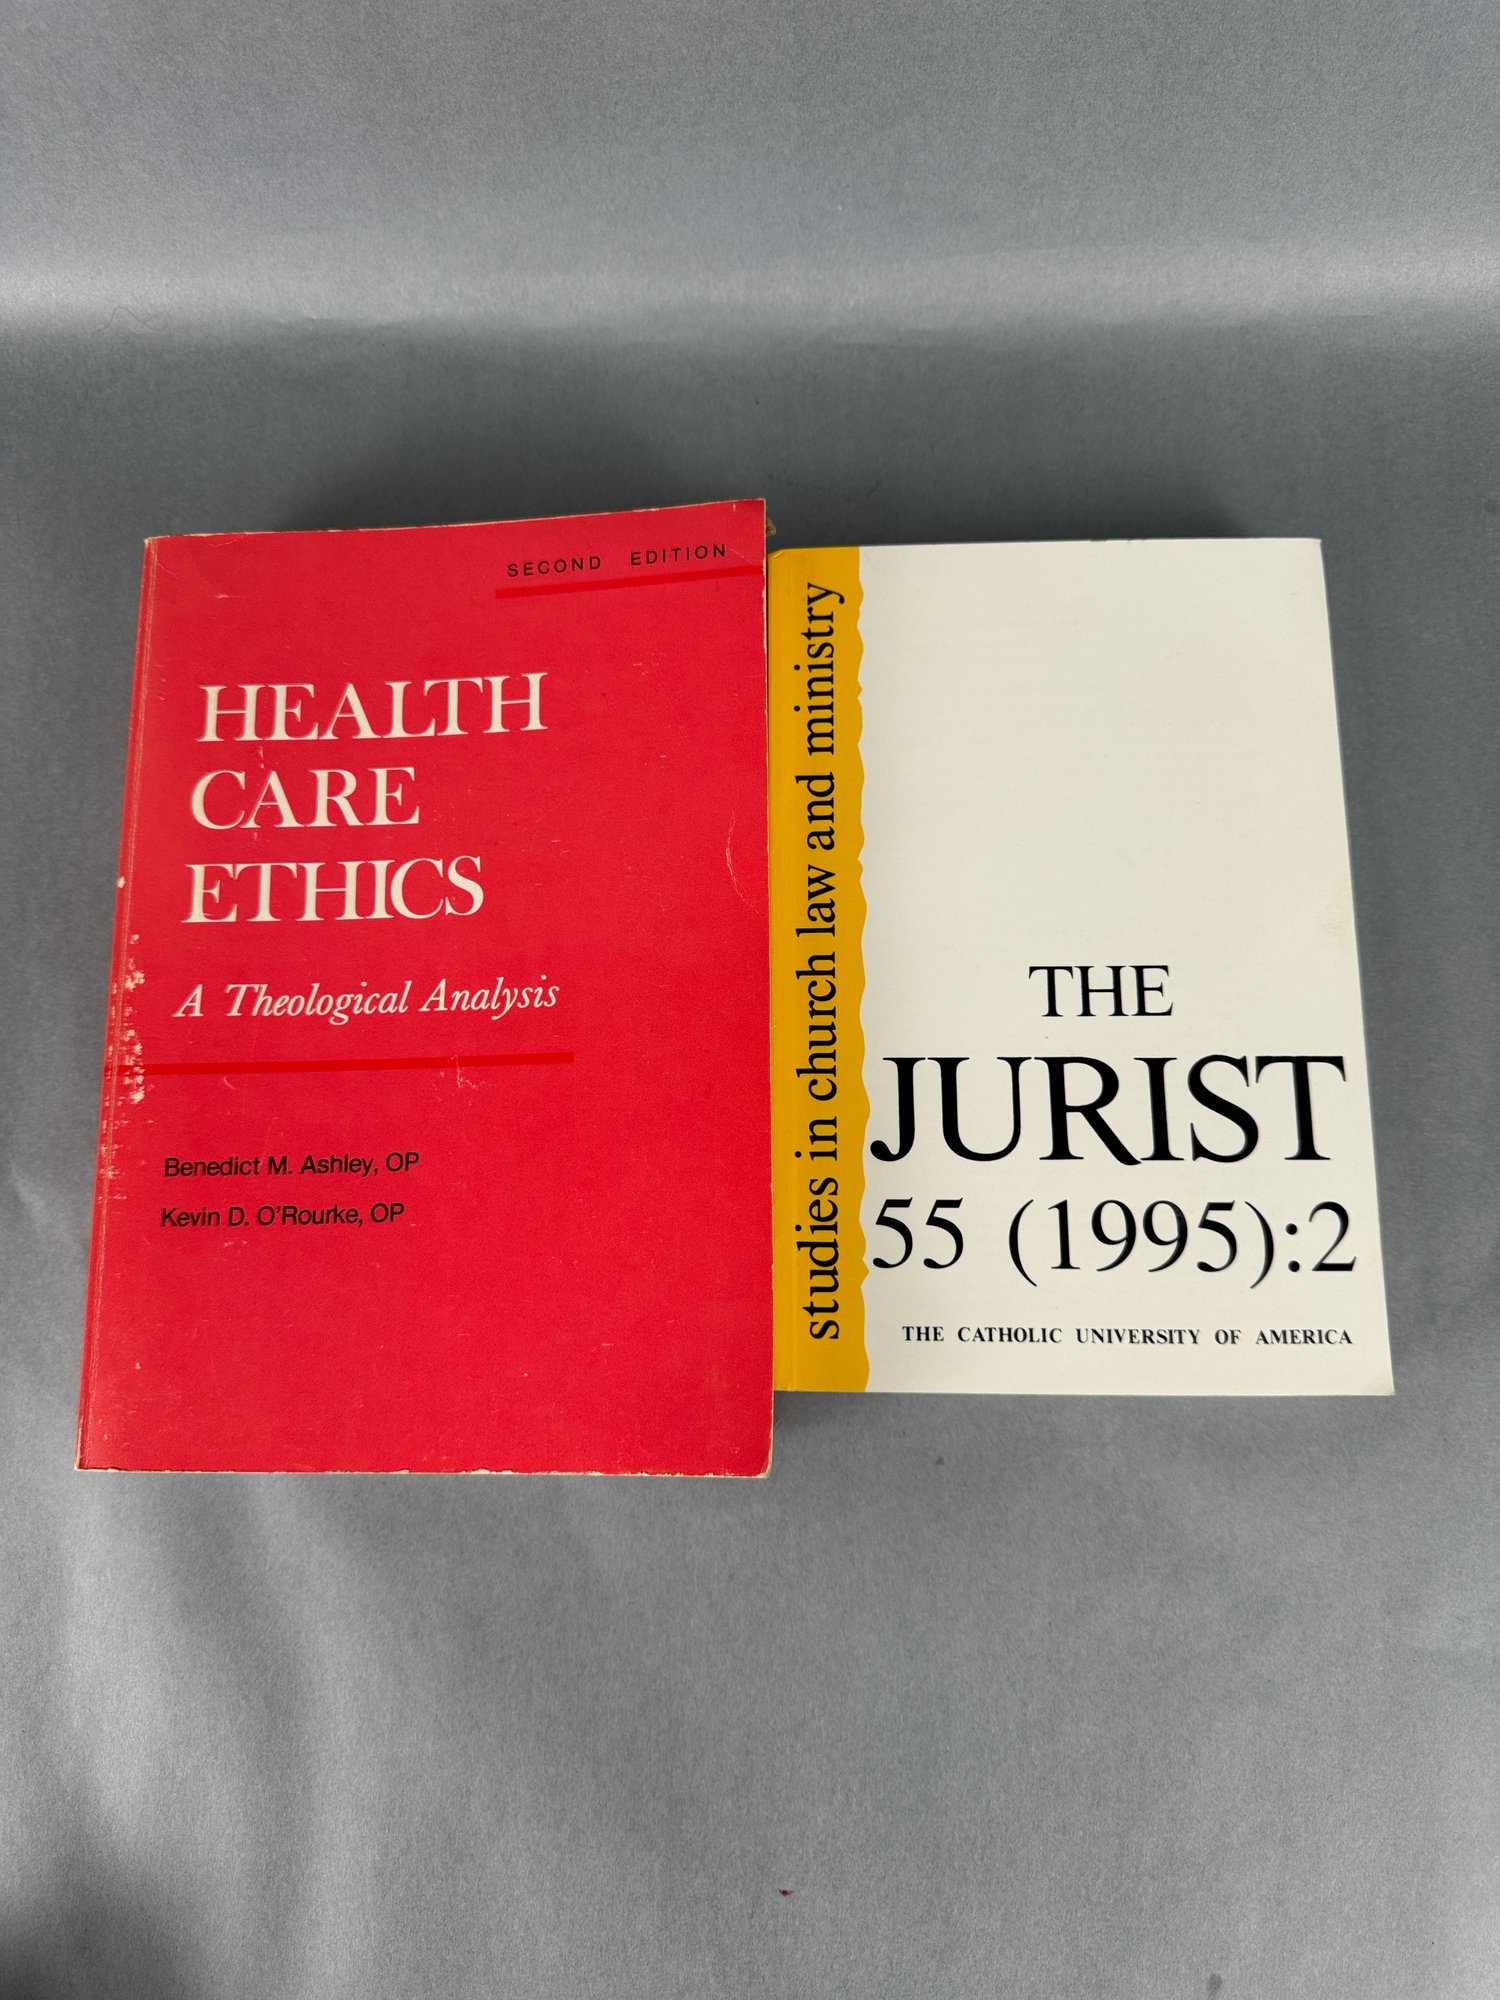 SECOND EDITION
HEALTH
CARE
ETHICS
A Theological Analysis
Benedict M. Ashley, OP
Kevin D. O'Rourke, OP
studies in church law and ministry
THE
JURIST
55 (1995):2
THE CATHOLIC UNIVERSITY OF AMERICA